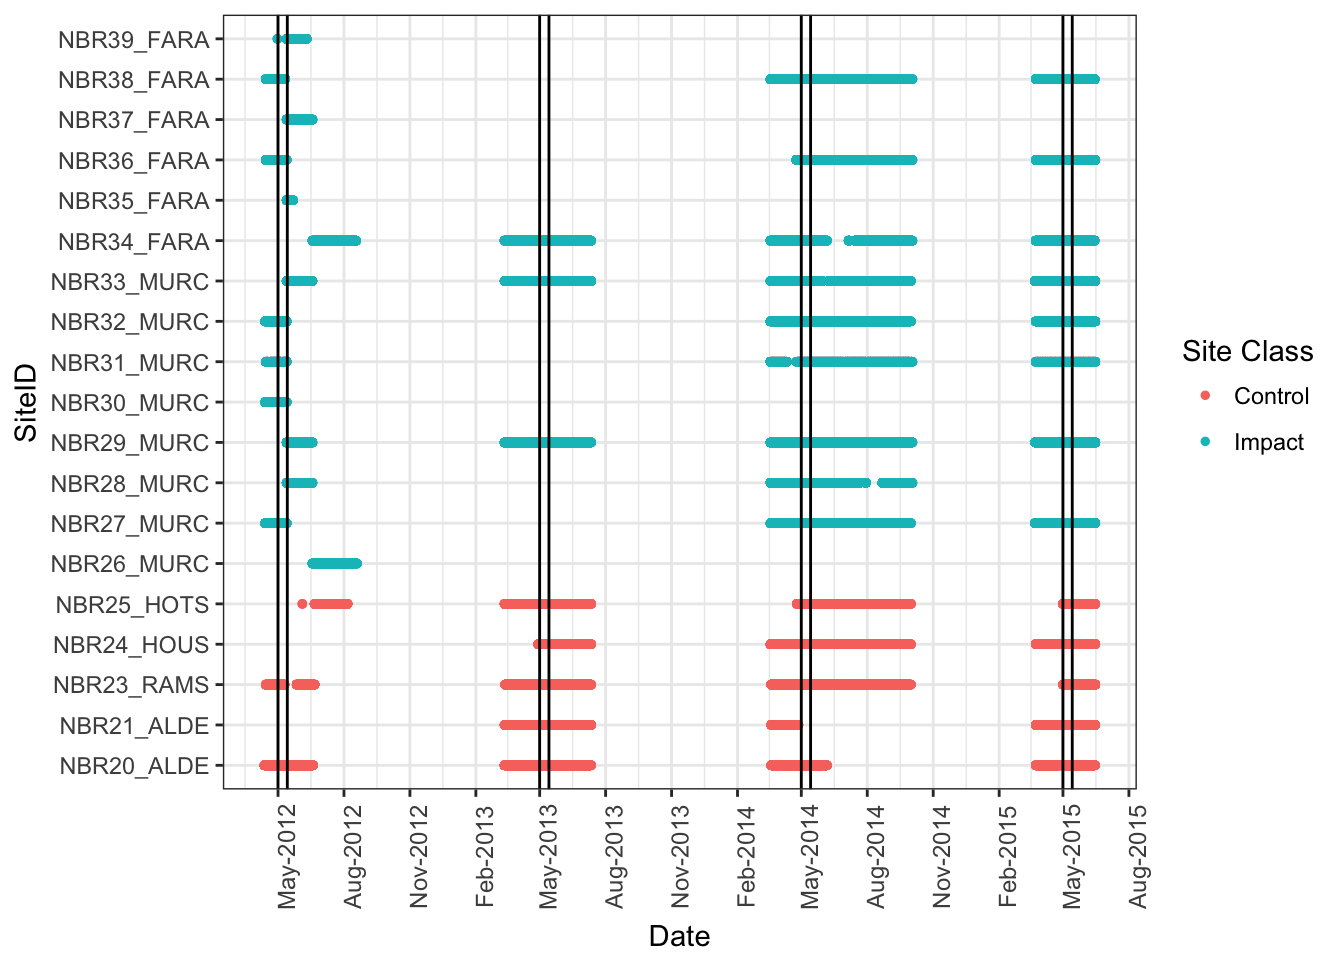 NBR39_FARA
NBR38_FARA
NBR37_FARA
NBR36_FARA
NBR35_FARA
NBR34_FARA
NBR33_MURC
NBR32_MURC
NBR31_MURC
NBR30_MURC
NBR29_MURC
NBR28_MURC
NBR27_MURC
NBR26_MURC
NBR25_HOTS
NBR24_HOUS
NBR23_RAMS
NBR21_ALDE
NBR20_ALDE
SiteID
May-2012
Aug-2012
Nov-2012
Feb-2013
May-2013
Aug-2013
Nov-2013
Feb-2014
May-2014
Aug-2014
Nov-2014
Feb-2015
May-2015
Aug-2015
Date
Site Class
Control
Impact